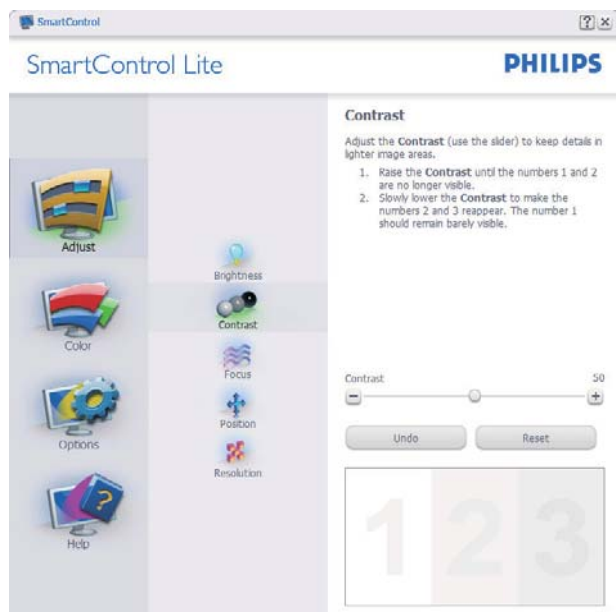 SmartControl
SmartControl Lite
PHILIPS
Adjust
Color
Options
Help
Brightness
Contrast
Focus
Position
Resolution
Contrast
Adjust the Contrast (use the slider) to keep details in
lighter image areas.
1. Raise the Contrast until the numbers 1 and 2
are no longer visible.
2. Slowly lower the Contrast to make the
numbers 2 and 3 reappear. The number 1
should remain barely visible.
Contrast 50
Undo Reset
1 2 3